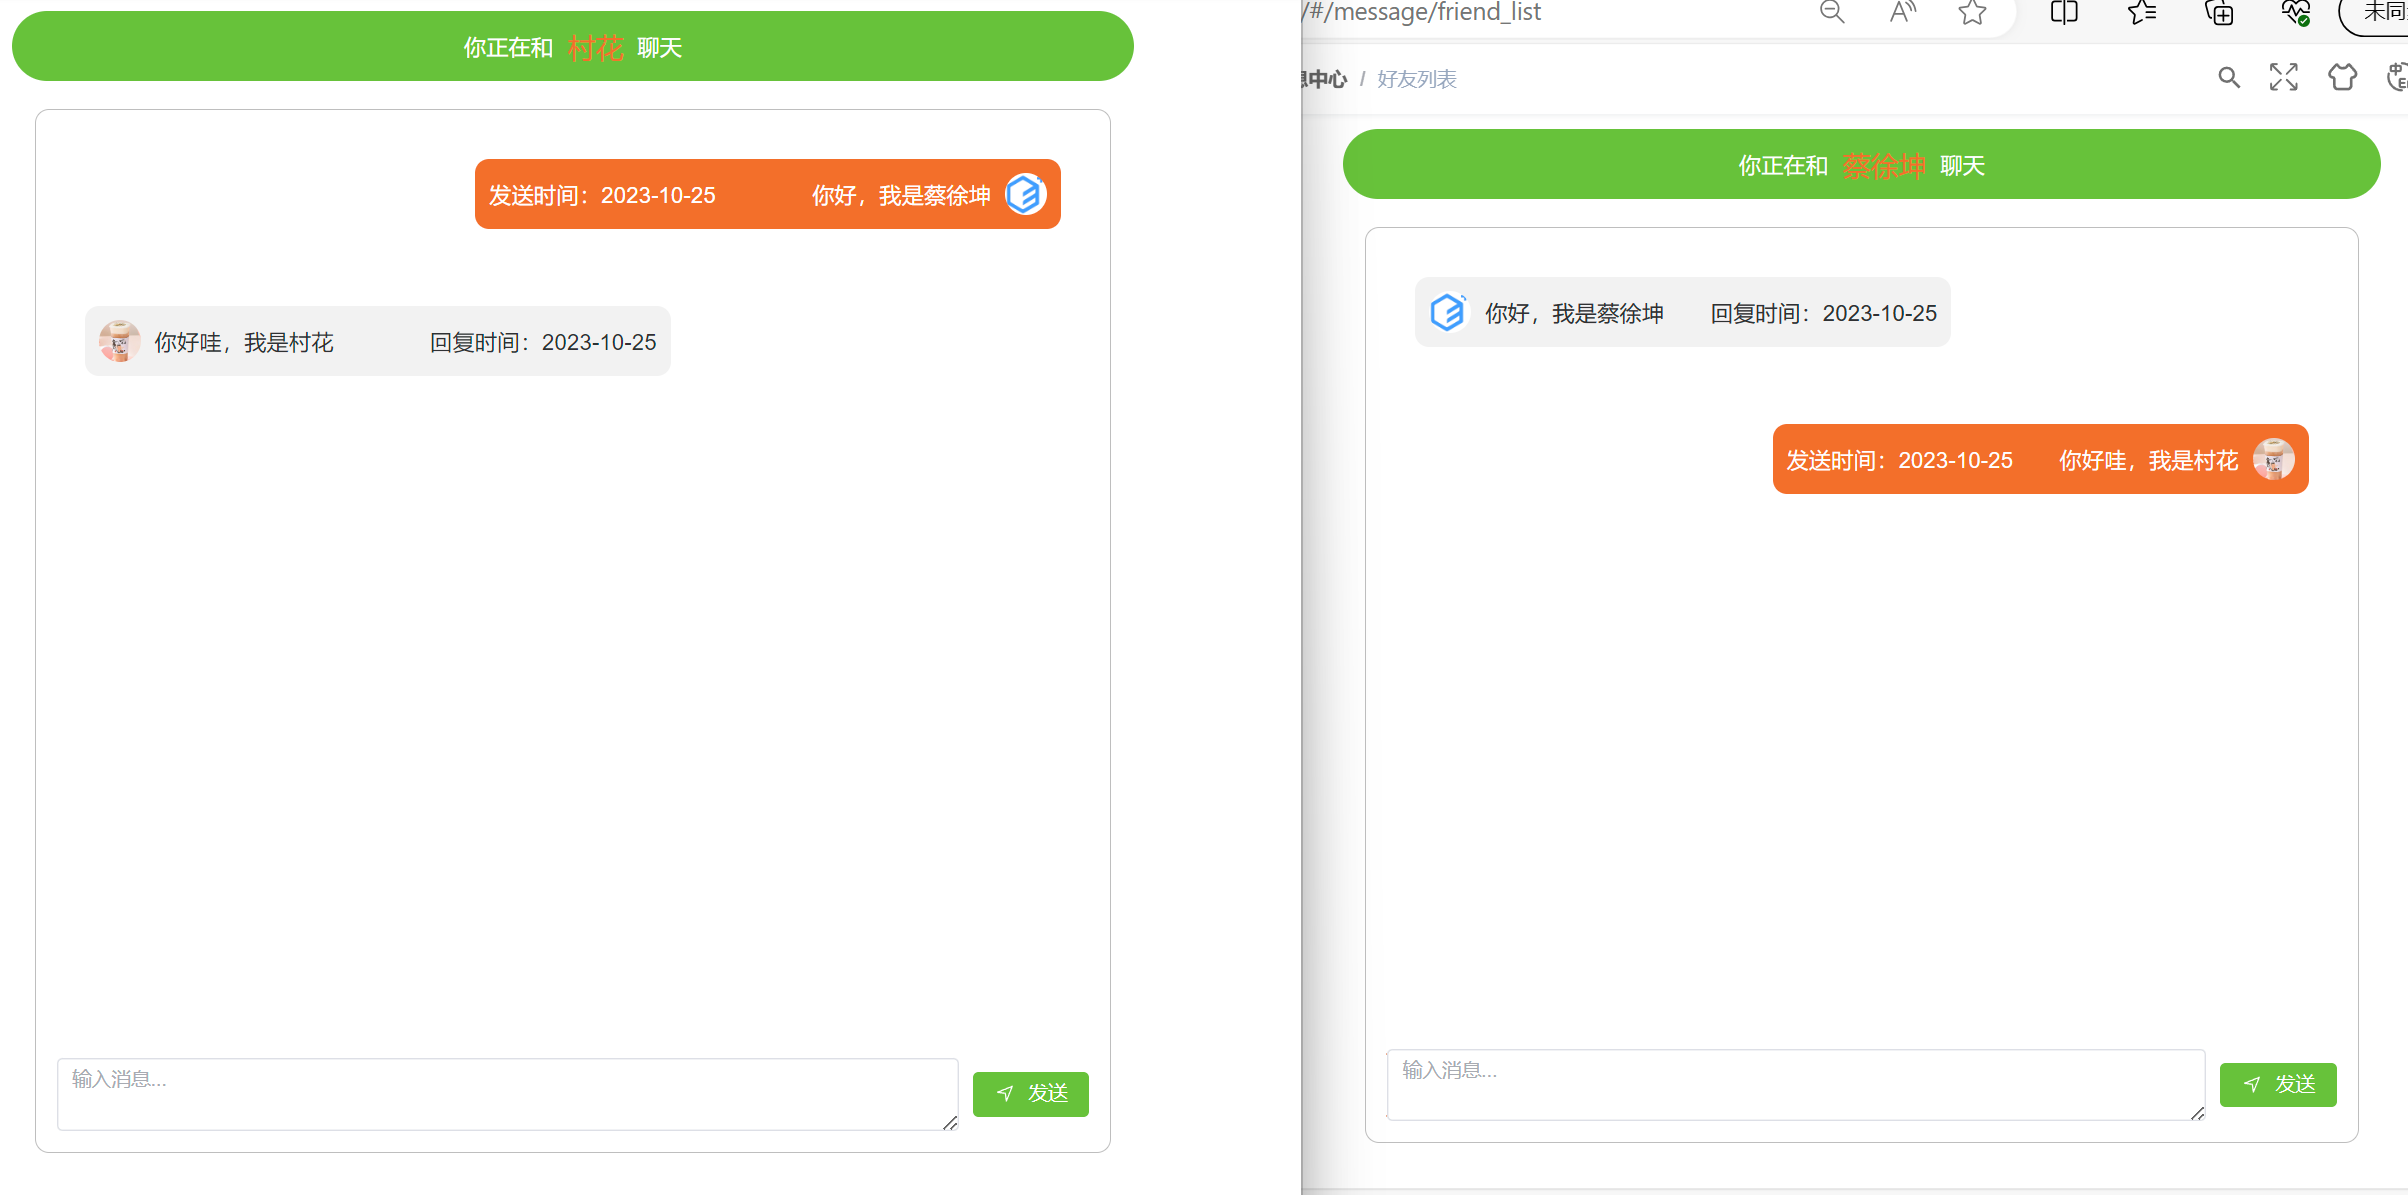 你正在和 村花 聊天
发送时间：2023-10-25 你好，我是蔡徐坤
你好哇，我是村花 回复时间：2023-10-25
输入消息...
发送
/#/message/friend_list
未同
息中心 / 好友列表
你正在和 蔡徐坤 聊天
你好，我是蔡徐坤 回复时间：2023-10-25
发送时间：2023-10-25 你好哇，我是村花
输入消息...
发送